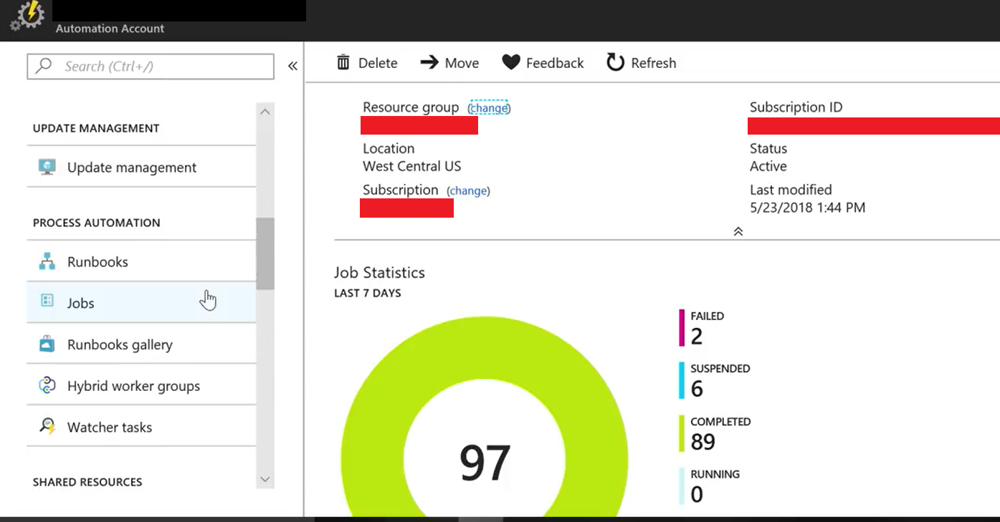 Automation Account
Search (Ctrl+/)
«
UPDATE MANAGEMENT
Update management
PROCESS AUTOMATION
Runbooks
Jobs
Runbooks gallery
Hybrid worker groups
Watcher tasks
SHARED RESOURCES
Delete
Move
Feedback
Refresh
Resource group (change)
Location
West Central US
Subscription (change)
Subscription ID
Status
Active
Last modified
5/23/2018 1:44 PM
Job Statistics
LAST 7 DAYS
97
FAILED
2
SUSPENDED
6
COMPLETED
89
RUNNING
0